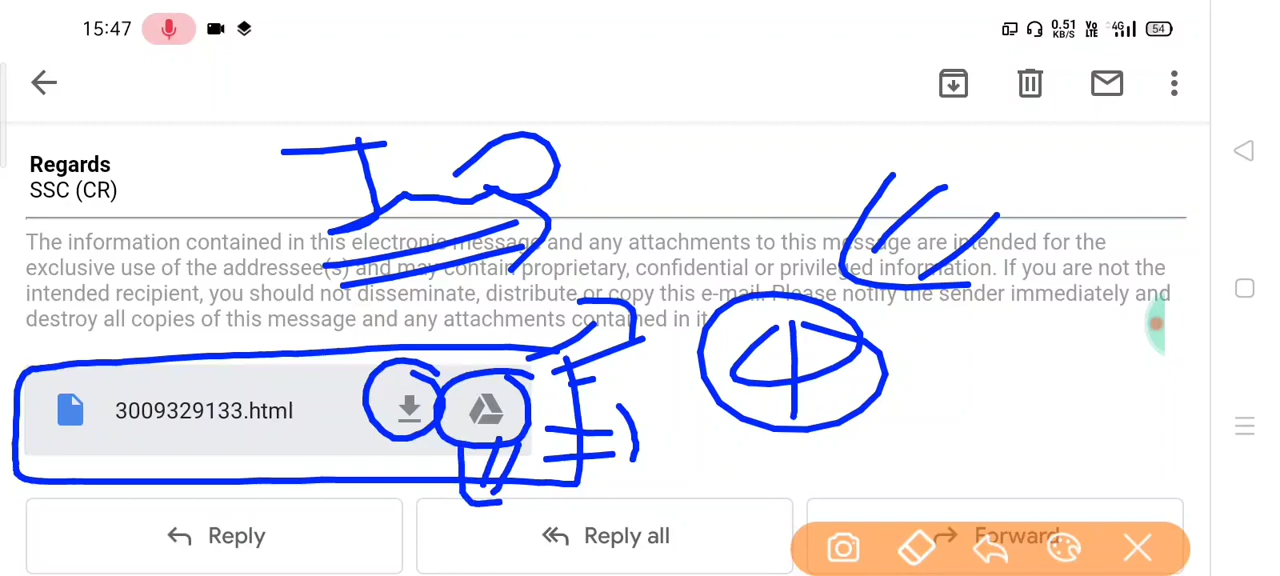 15:47 0.51 KB/S Vo LTE 4G 54
Regards
SSC (CR)
The information contained in this electronic message and any attachments to this message are intended for the
exclusive use of the addressee(s) and may contain proprietary, confidential or privileged information. If you are not the
intended recipient, you should not disseminate, distribute or copy this e-mail. Please notify the sender immediately and
destroy all copies of this message and any attachments contained in it
3009329133.html
Reply Reply all Forward